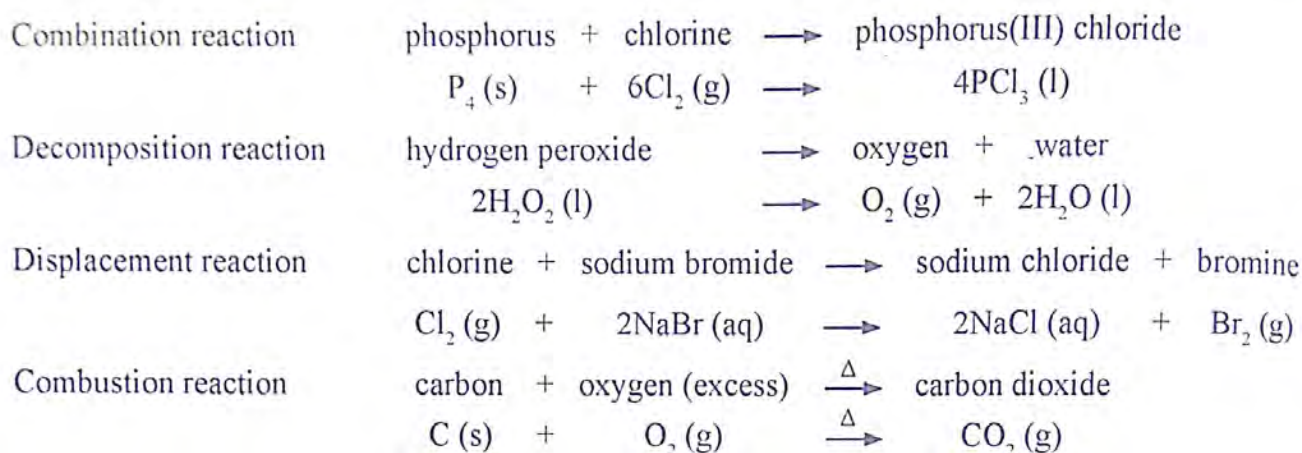 Combination reaction phosphorus + chlorine ⟶ phosphorus(III) chloride
P₄ (s) + 6Cl₂ (g) ⟶ 4PCl₃ (l)
Decomposition reaction hydrogen peroxide ⟶ oxygen + water
2H₂O₂ (l) ⟶ O₂ (g) + 2H₂O (l)
Displacement reaction chlorine + sodium bromide ⟶ sodium chloride + bromine
Cl₂ (g) + 2NaBr (aq) ⟶ 2NaCl (aq) + Br₂ (g)
Combustion reaction carbon + oxygen (excess) —Δ→ carbon dioxide
C (s) + O₂ (g) —Δ→ CO₂ (g)